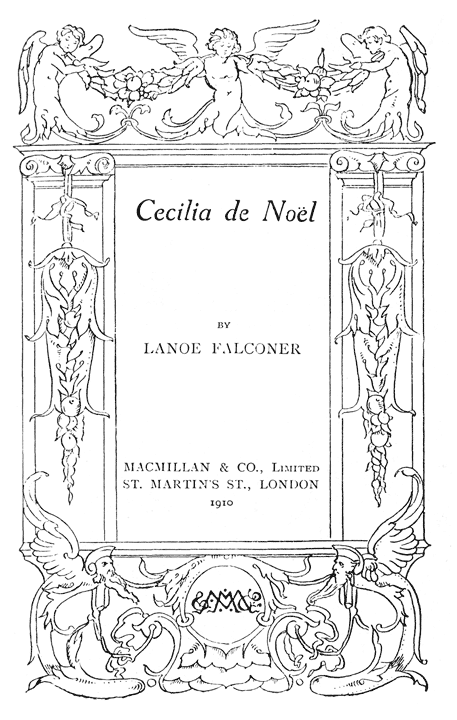 Cecilia de Noël
BY
LANOE FALCONER
MACMILLAN & CO., LIMITED
ST. MARTIN'S ST., LONDON
1910